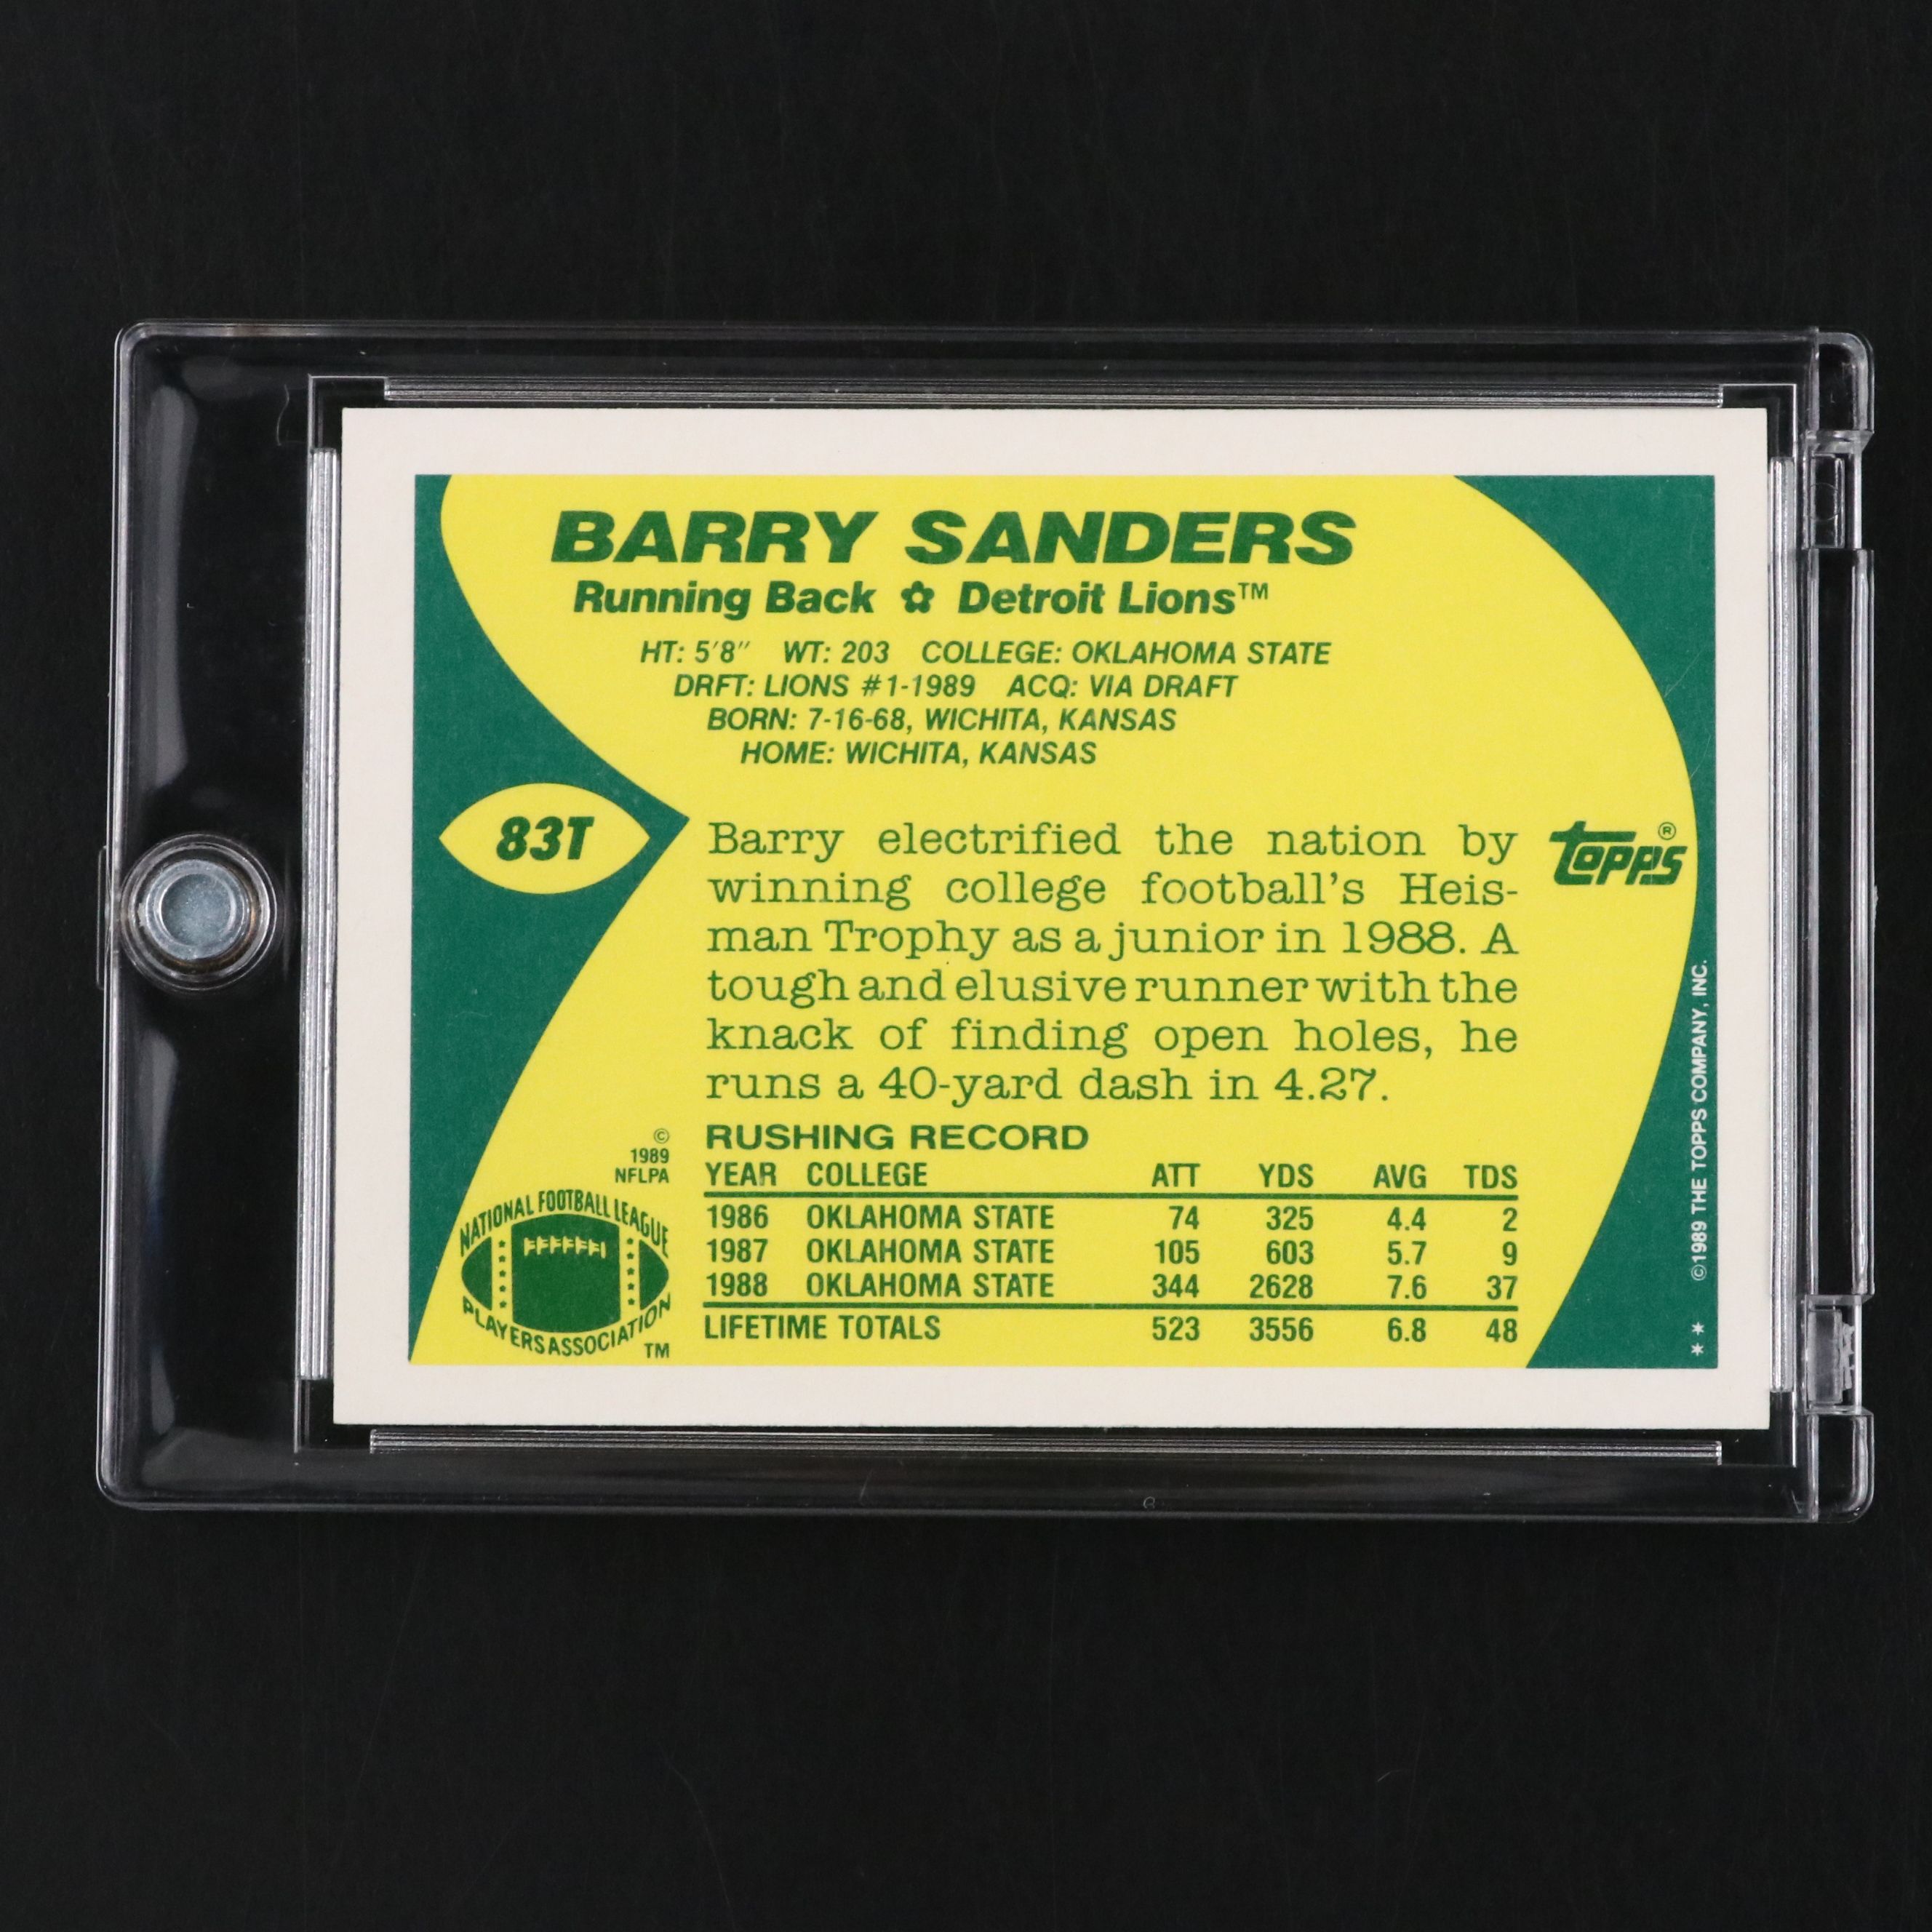 BARRY SANDERS
Running Back ✿ Detroit Lions™
HT: 5'8" WT: 203 COLLEGE: OKLAHOMA STATE
DRFT: LIONS #1-1989 ACQ: VIA DRAFT
BORN: 7-16-68, WICHITA, KANSAS
HOME: WICHITA, KANSAS
83T
Barry electrified the nation by
winning college football's Heis-
man Trophy as a junior in 1988. A
tough and elusive runner with the
knack of finding open holes, he
runs a 40-yard dash in 4.27.
topps®
RUSHING RECORD
YEAR COLLEGE ATT YDS AVG TDS
1986 OKLAHOMA STATE 74 325 4.4 2
1987 OKLAHOMA STATE 105 603 5.7 9
1988 OKLAHOMA STATE 344 2628 7.6 37
LIFETIME TOTALS 523 3556 6.8 48
©
1989
NFLPA
NATIONAL FOOTBALL LEAGUE
PLAYERS ASSOCIATION
TM
©1989 THE TOPPS COMPANY, INC.
**